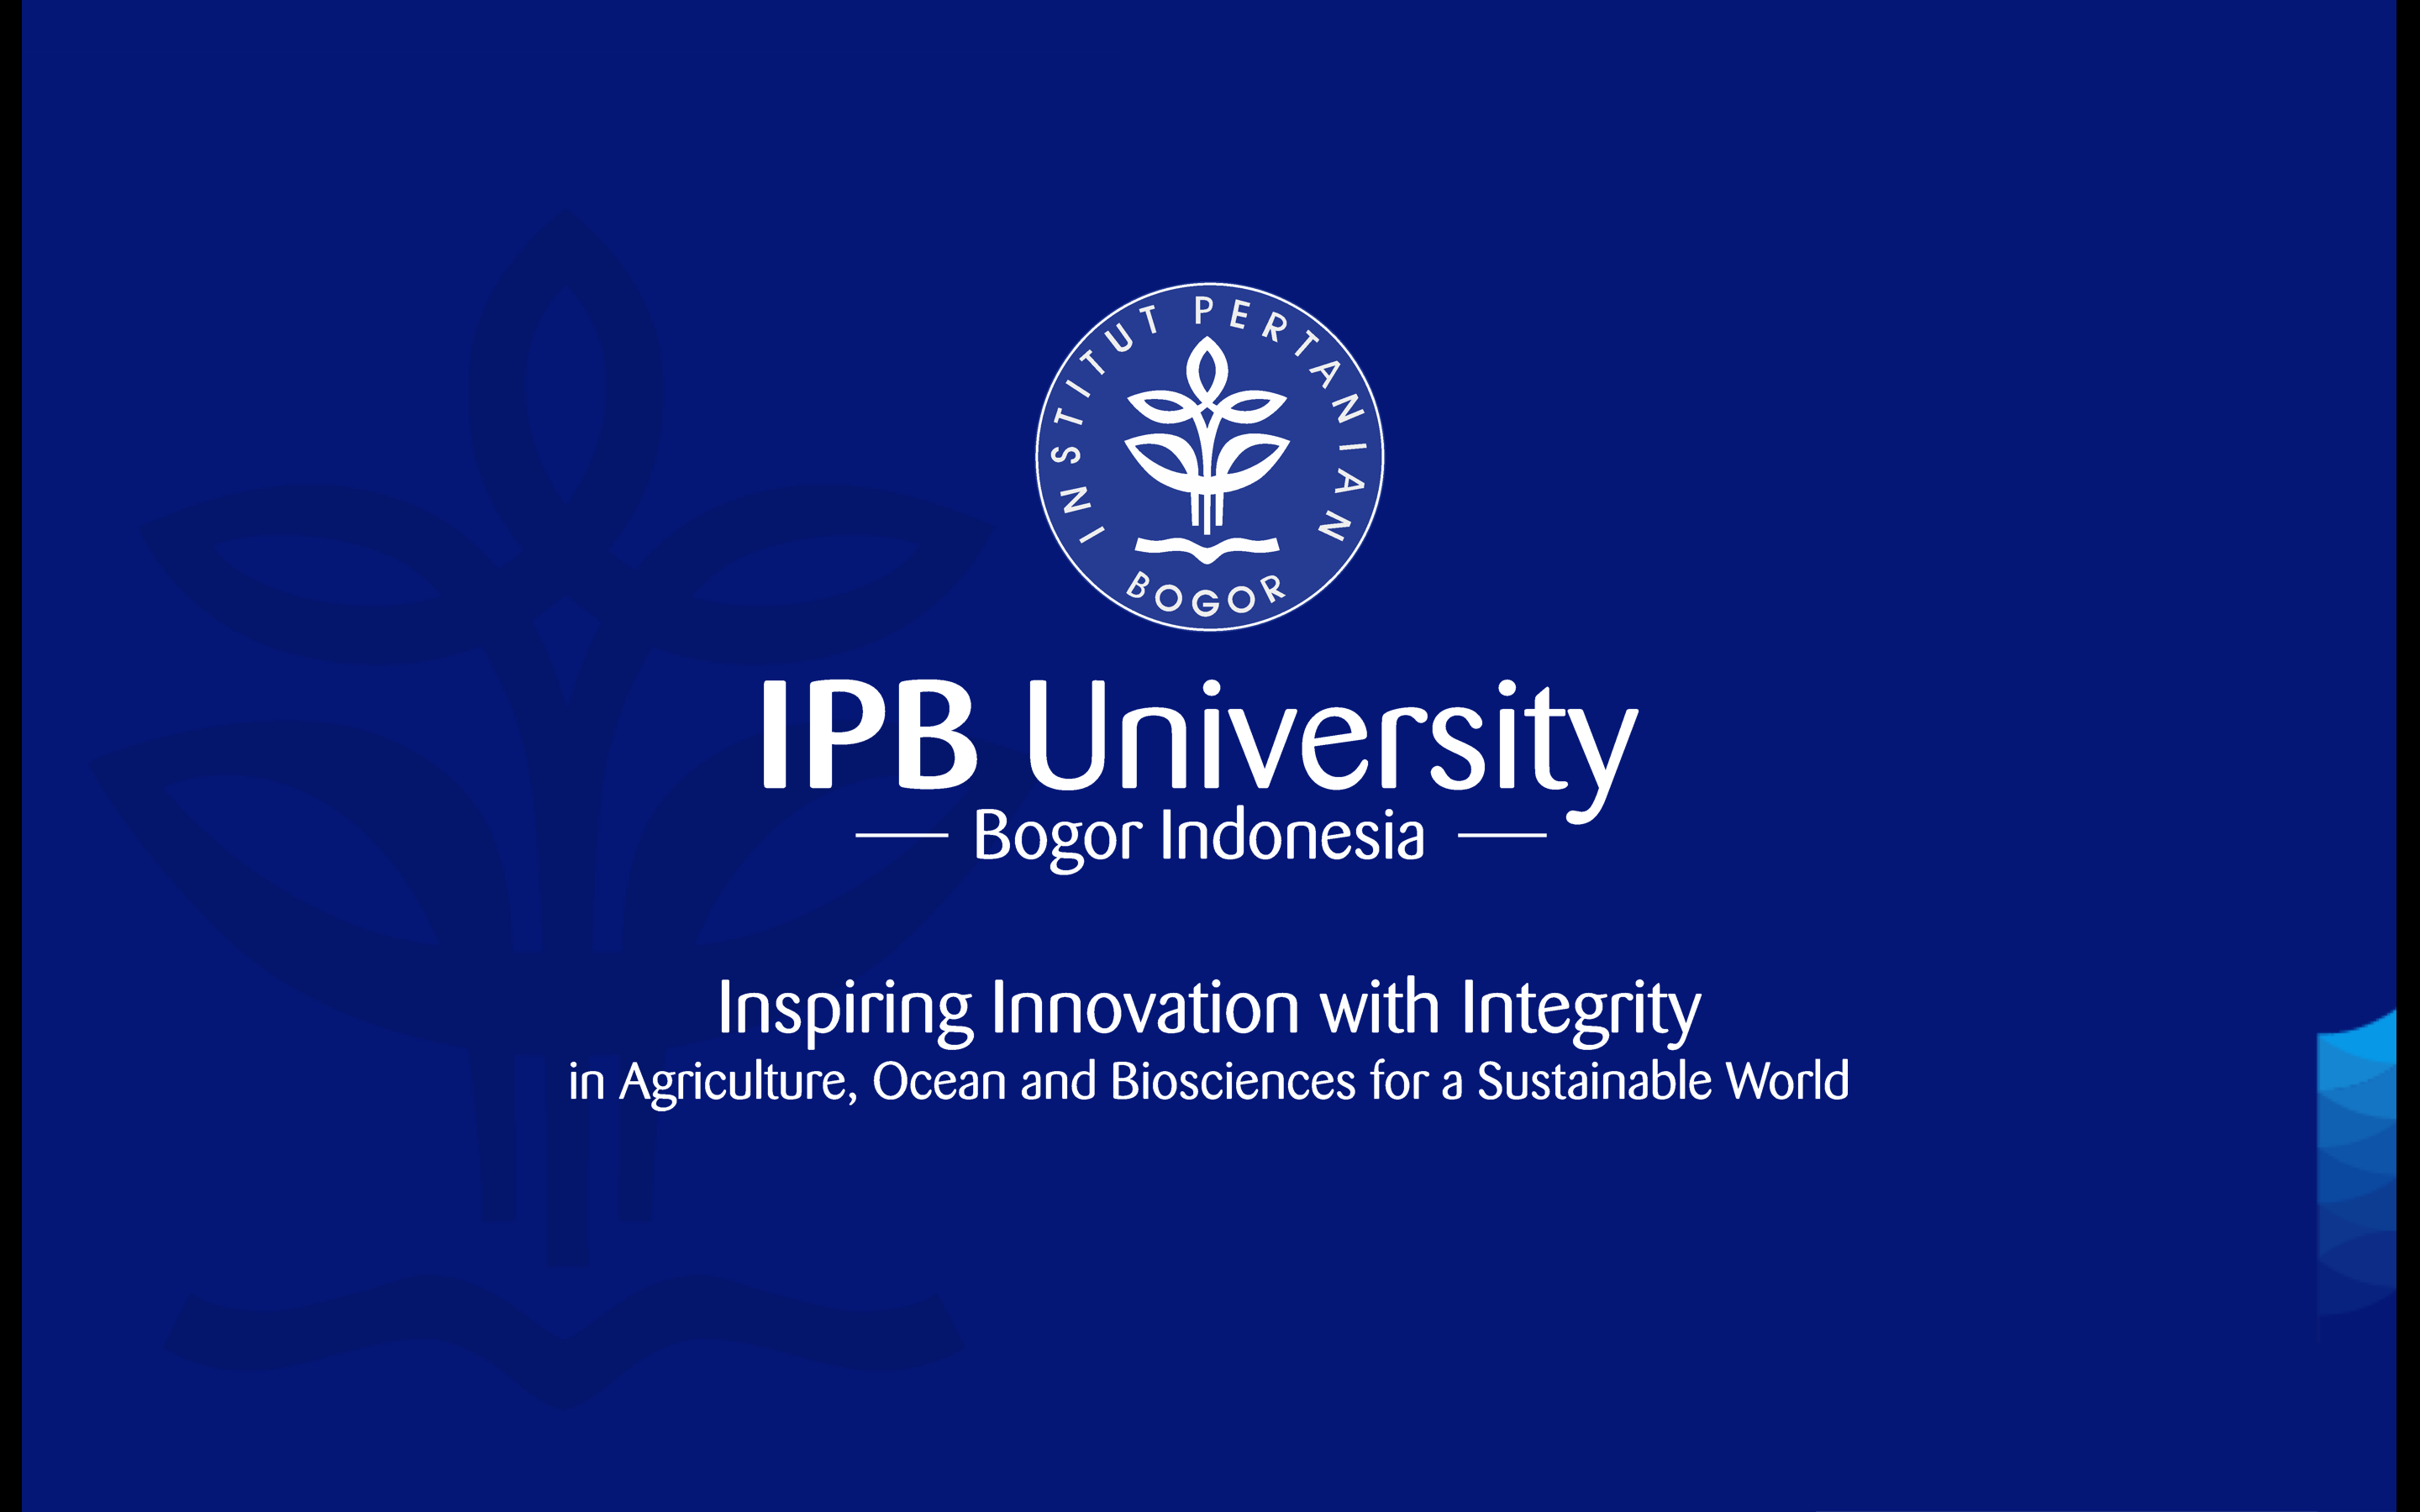 INSTITUT PERTANIAN
BOGOR
IPB University
Bogor Indonesia
Inspiring Innovation with Integrity
in Agriculture, Ocean and Biosciences for a Sustainable World